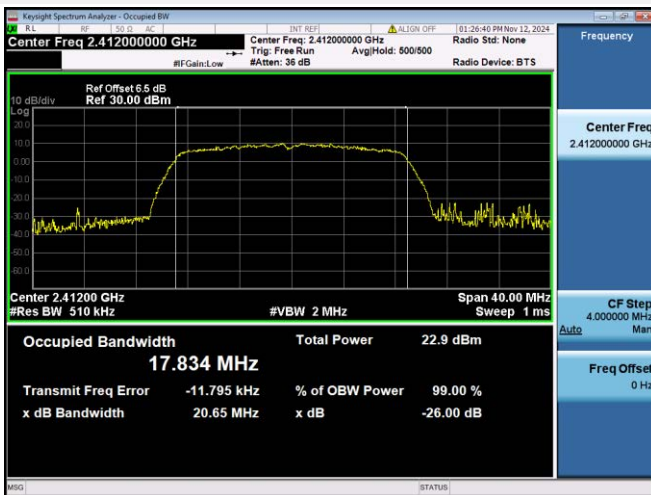 Keysight Spectrum Analyzer - Occupied BW
RL RF 50 Ω AC INT REF ALIGN OFF 01:26:40 PM Nov 12, 2024
Center Freq 2.412000000 GHz
Center Freq: 2.412000000 GHz
Radio Std: None
Trig: Free Run Avg|Hold: 500/500
#IFGain:Low #Atten: 36 dB Radio Device: BTS
Ref Offset 6.5 dB
10 dB/div Ref 30.00 dBm
Log
20.0
10.0
0.00
-10.0
-20.0
-30.0
-40.0
-50.0
-60.0
Center 2.41200 GHz Span 40.00 MHz
#Res BW 510 kHz #VBW 2 MHz Sweep 1 ms
Occupied Bandwidth Total Power 22.9 dBm
17.834 MHz
Transmit Freq Error -11.795 kHz % of OBW Power 99.00 %
x dB Bandwidth 20.65 MHz x dB -26.00 dB
MSG STATUS
Frequency
Center Freq
2.412000000 GHz
CF Step
4.000000 MHz
Auto Man
Freq Offset
0 Hz